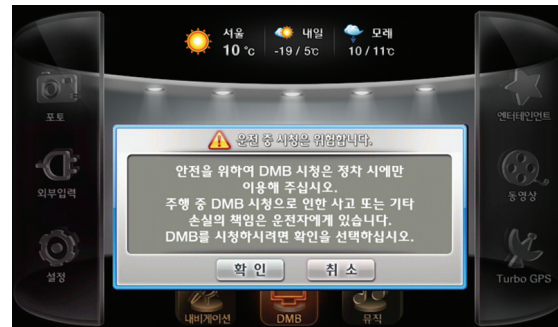 서울
10 °c
내일
-19 / 5c
모레
10 / 11c
포토
외부입력
설정
엔터테인먼트
동영상
Turbo GPS
운전 중 시청은 위험합니다.
안전을 위하여 DMB 시청은 정차 시에만
이용해 주십시오.
주행 중 DMB 시청으로 인한 사고 또는 기타
손실의 책임은 운전자에게 있습니다.
DMB를 시청하시려면 확인을 선택하십시오.
확 인
취 소
내비게이션
DMB
뮤직